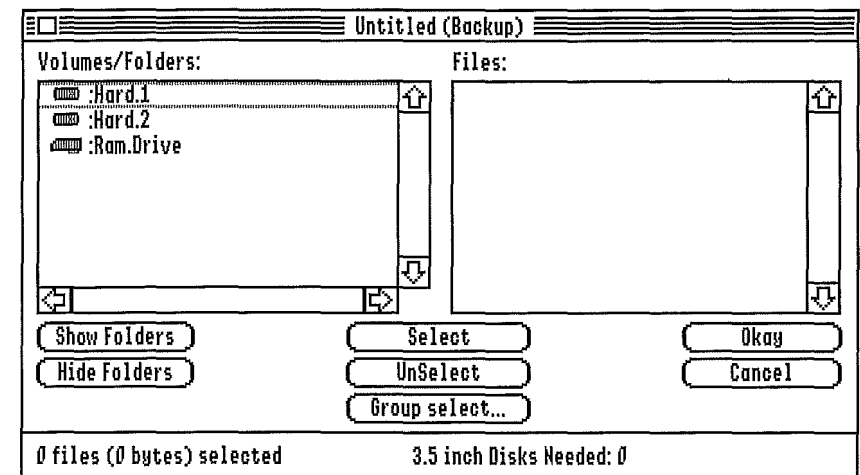 Untitled (Backup)
Volumes/Folders:
Files:
:Hard.1
:Hard.2
:Ram.Drive
Show Folders
Select
Okay
Hide Folders
UnSelect
Cancel
Group select...
0 files (0 bytes) selected
3.5 inch Disks Needed: 0